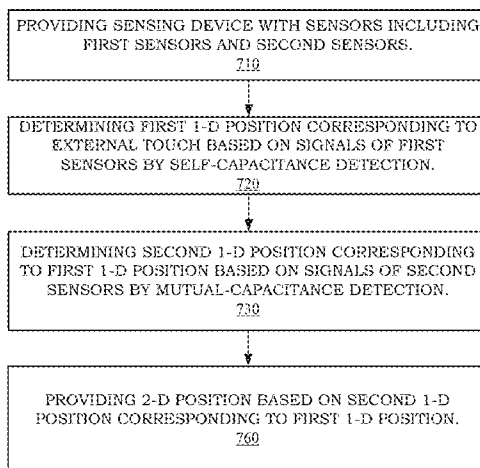 PROVIDING SENSING DEVICE WITH SENSORS INCLUDING
FIRST SENSORS AND SECOND SENSORS.
710
DETERMINING FIRST 1-D POSITION CORRESPONDING TO
EXTERNAL TOUCH BASED ON SIGNALS OF FIRST
SENSORS BY SELF-CAPACITANCE DETECTION.
720
DETERMINING SECOND 1-D POSITION CORRESPONDING
TO FIRST 1-D POSITION BASED ON SIGNALS OF SECOND
SENSORS BY MUTUAL-CAPACITANCE DETECTION.
730
PROVIDING 2-D POSITION BASED ON SECOND 1-D
POSITION CORRESPONDING TO FIRST 1-D POSITION.
760